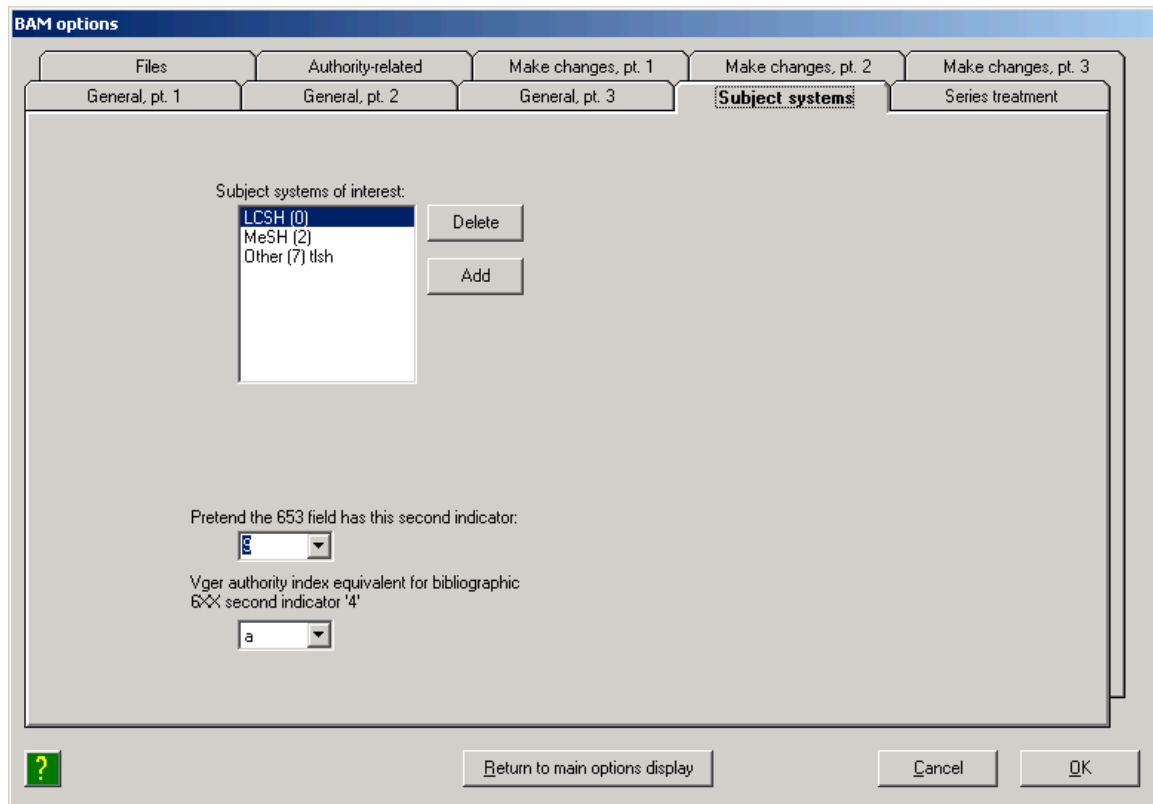 BAM options
Files
Authority-related
Make changes, pt. 1
Make changes, pt. 2
Make changes, pt. 3
General, pt. 1
General, pt. 2
General, pt. 3
Subject systems
Series treatment
Subject systems of interest:
LCSH (0)
MeSH (2)
Other (7) tlsh
Delete
Add
Pretend the 653 field has this second indicator:
9
Vger authority index equivalent for bibliographic
6XX second indicator '4'
a
?
Return to main options display
Cancel
OK